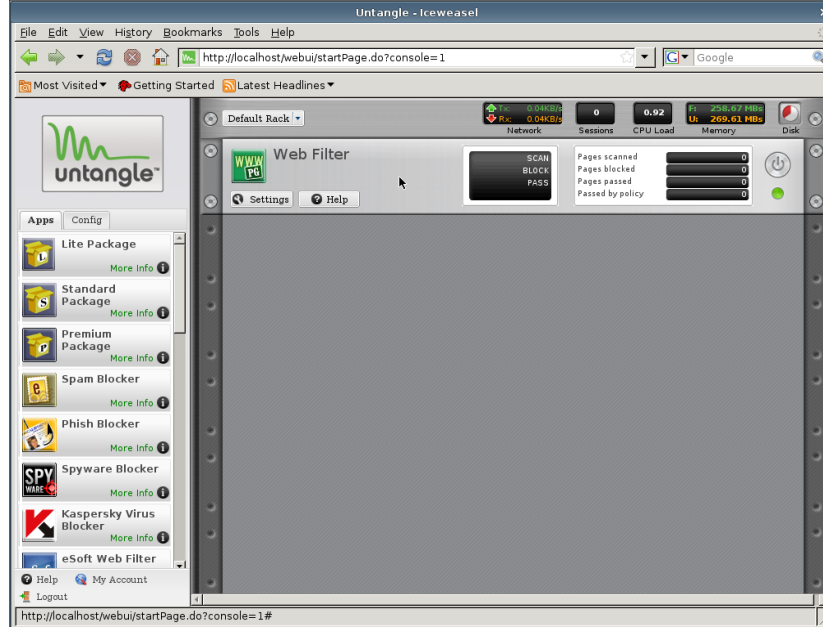 Untangle - Iceweasel
File Edit View History Bookmarks Tools Help
http://localhost/webui/startPage.do?console=1
G Google
Most Visited Getting Started Latest Headlines
untangle
Apps Config
Lite Package
More Info
Standard
Package
More Info
Premium
Package
More Info
Spam Blocker
More Info
Phish Blocker
More Info
SPY
WARE
Spyware Blocker
More Info
Kaspersky Virus
Blocker
More Info
eSoft Web Filter
Help My Account
Logout
Default Rack
Tx: 0.04KB/s
Rx: 0.04KB/s
Network
0
Sessions
0.92
CPU Load
F: 258.67 MBs
U: 269.61 MBs
Memory
Disk
WWW
PG
Web Filter
Settings Help
SCAN
BLOCK
PASS
Pages scanned 0
Pages blocked 0
Pages passed 0
Passed by policy 0
http://localhost/webui/startPage.do?console=1#